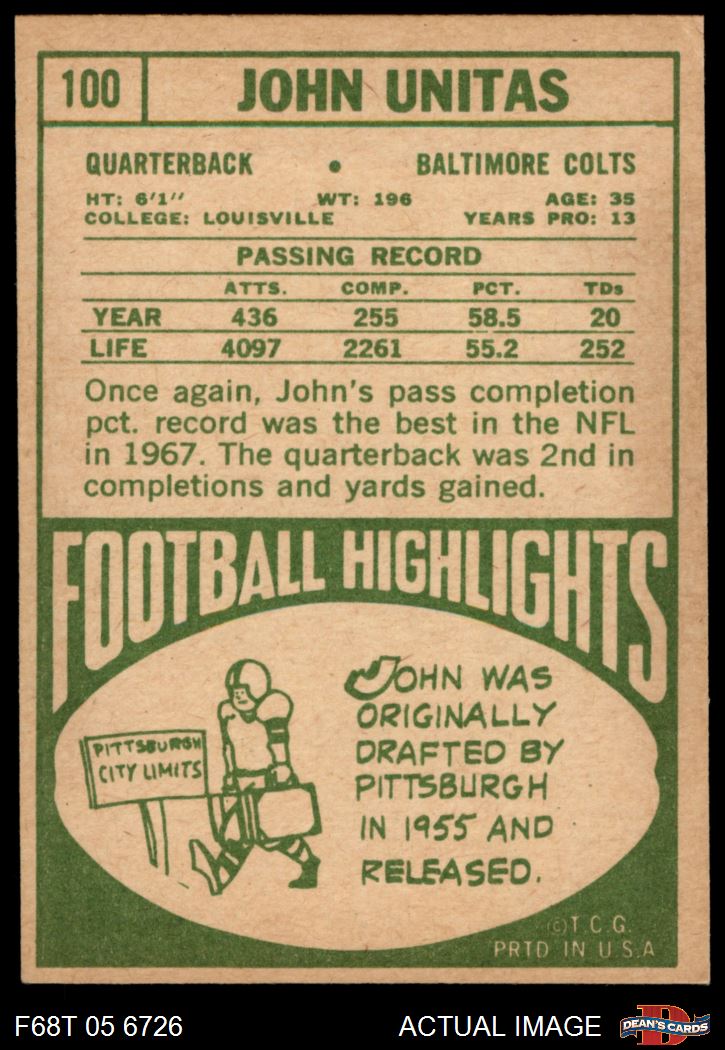 100 JOHN UNITAS
QUARTERBACK • BALTIMORE COLTS
HT: 6'1" WT: 196 AGE: 35
COLLEGE: LOUISVILLE YEARS PRO: 13
PASSING RECORD
ATTS. COMP. PCT. TDs
YEAR 436 255 58.5 20
LIFE 4097 2261 55.2 252
Once again, John's pass completion
pct. record was the best in the NFL
in 1967. The quarterback was 2nd in
completions and yards gained.
FOOTBALL HIGHLIGHTS
PITTSBURGH
CITY LIMITS
JOHN WAS
ORIGINALLY
DRAFTED BY
PITTSBURGH
IN 1955 AND
RELEASED.
©T.C.G.
PRTD IN U.S.A
F68T 05 6726 ACTUAL IMAGE D DEAN'S CARDS